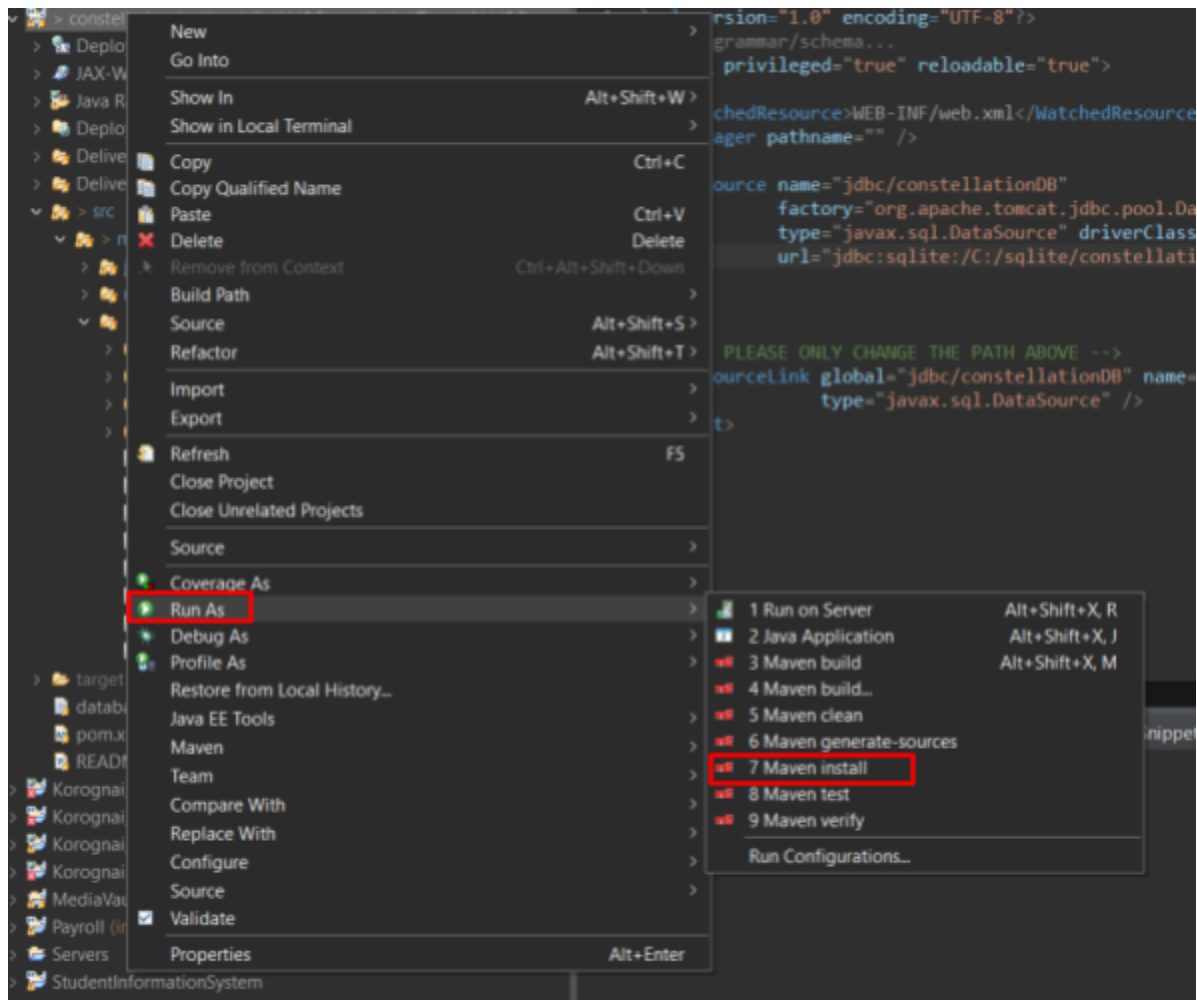 > constel
Deplo
JAX-W
Java R
Deplo
Delive
Delive
> src
> n
target
databa
pom.x
READI
Korognai
Korognai
Korognai
Korognai
MediaVau
Payroll (in
Servers
StudentInformationSystem
New
Go Into
Show In Alt+Shift+W >
Show in Local Terminal
Copy Ctrl+C
Copy Qualified Name
Paste Ctrl+V
Delete Delete
Remove from Context Ctrl+Alt+Shift+Down
Build Path
Source Alt+Shift+S >
Refactor Alt+Shift+T >
Import
Export
Refresh F5
Close Project
Close Unrelated Projects
Source
Coverage As
Run As
Debug As
Profile As
Restore from Local History...
Java EE Tools
Maven
Team
Compare With
Replace With
Configure
Source
Validate
Properties Alt+Enter
1 Run on Server Alt+Shift+X, R
2 Java Application Alt+Shift+X, J
3 Maven build Alt+Shift+X, M
4 Maven build...
5 Maven clean
6 Maven generate-sources
7 Maven install
8 Maven test
9 Maven verify
Run Configurations...
rsion="1.0" encoding="UTF-8"?>
grammar/schema...
privileged="true" reloadable="true">
chedResource>WEB-INF/web.xml</WatchedResource
ager pathname="" />
ource name="jdbc/constellationDB"
factory="org.apache.tomcat.jdbc.pool.Da
type="javax.sql.DataSource" driverClass
url="jdbc:sqlite:/C:/sqlite/constellati
PLEASE ONLY CHANGE THE PATH ABOVE -->
ourceLink global="jdbc/constellationDB" name=
type="javax.sql.DataSource" />
t>
Snippet